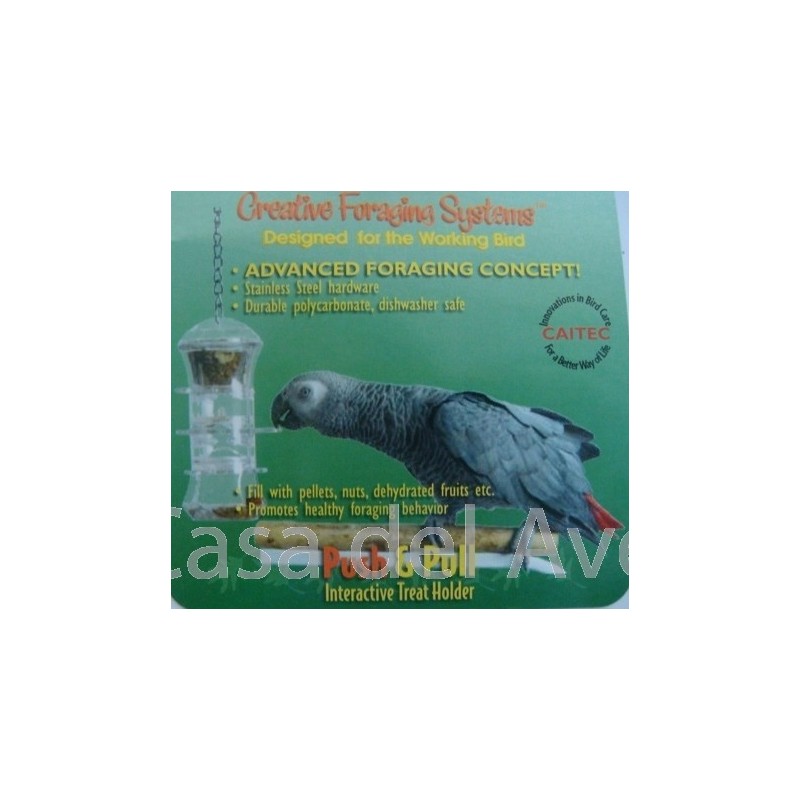 Creative Foraging Systems™
Designed for the Working Bird
• ADVANCED FORAGING CONCEPT!
• Stainless Steel hardware
• Durable polycarbonate, dishwasher safe
Innovations in Bird Care
CAITEC
For a Better Way of Life
• Fill with pellets, nuts, dehydrated fruits etc.
• Promotes healthy foraging behavior
Casa del Ave
Push & Pull
Interactive Treat Holder